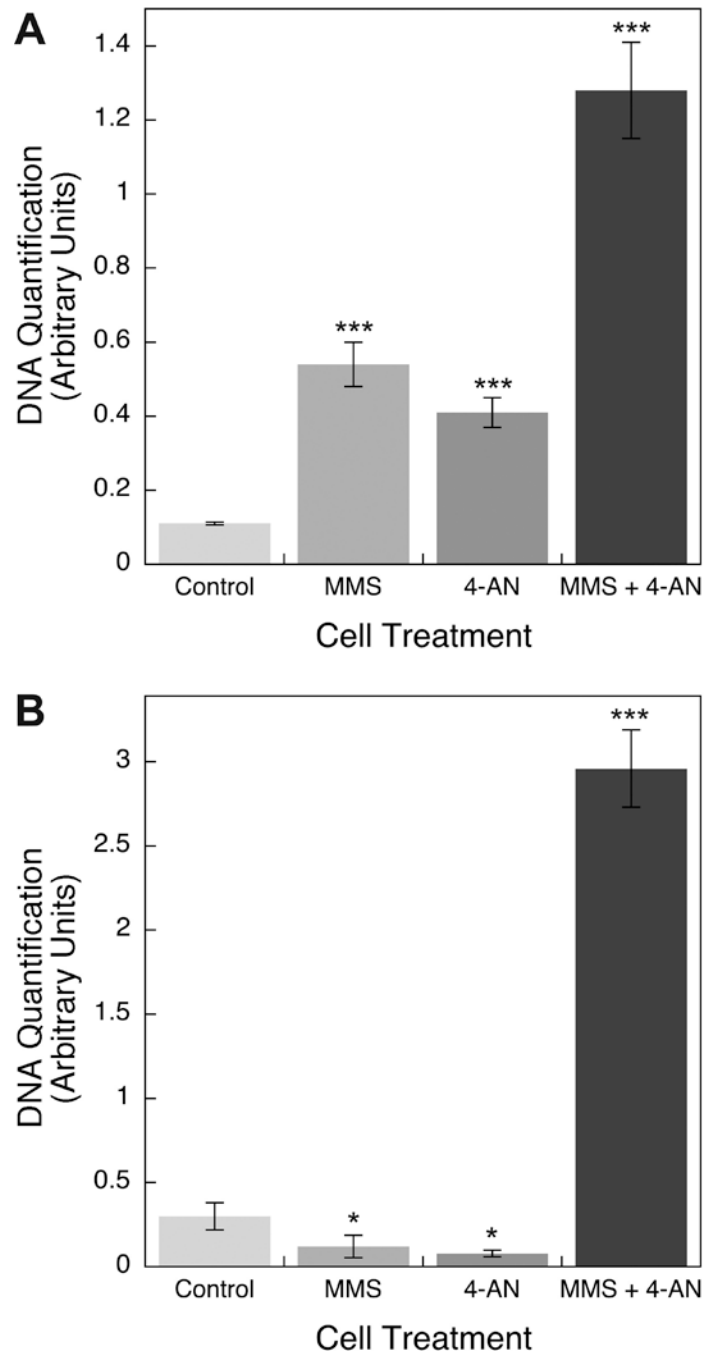 A
DNA Quantification
(Arbitrary Units)
1.4
1.2
1
0.8
0.6
0.4
0.2
0
***
***
***
Control
MMS
4-AN
MMS + 4-AN
Cell Treatment
B
DNA Quantification
(Arbitrary Units)
3
2.5
2
1.5
1
0.5
0
*
*
***
Control
MMS
4-AN
MMS + 4-AN
Cell Treatment